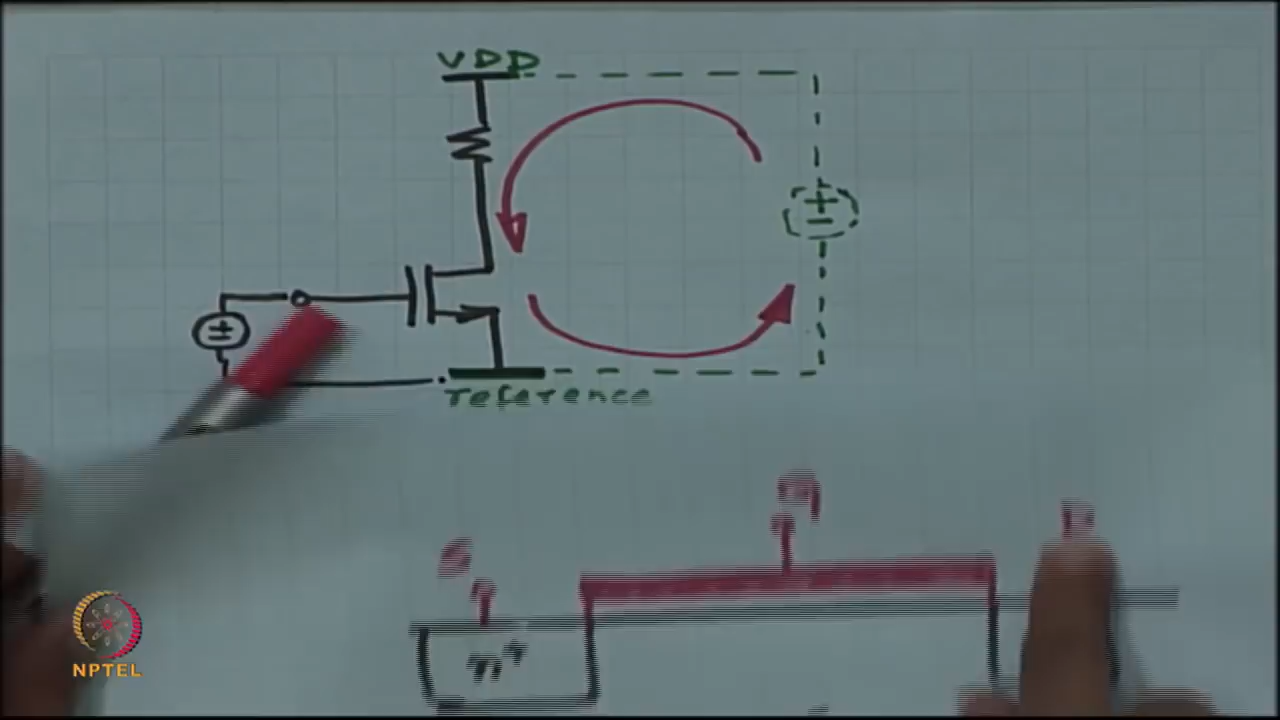 VDD
+
-
±
reference
G
S
D
n+
NPTEL